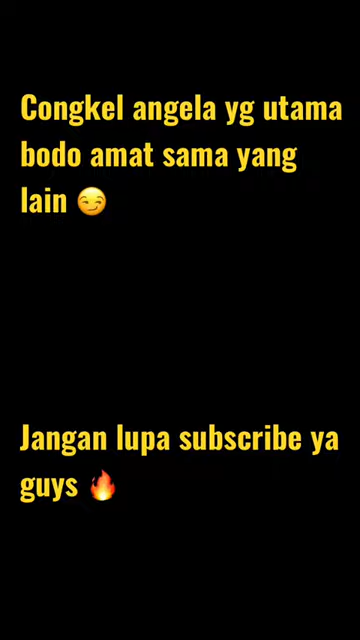 Congkel angela yg utama
bodo amat sama yang
lain 😏
Jangan lupa subscribe ya
guys 🔥